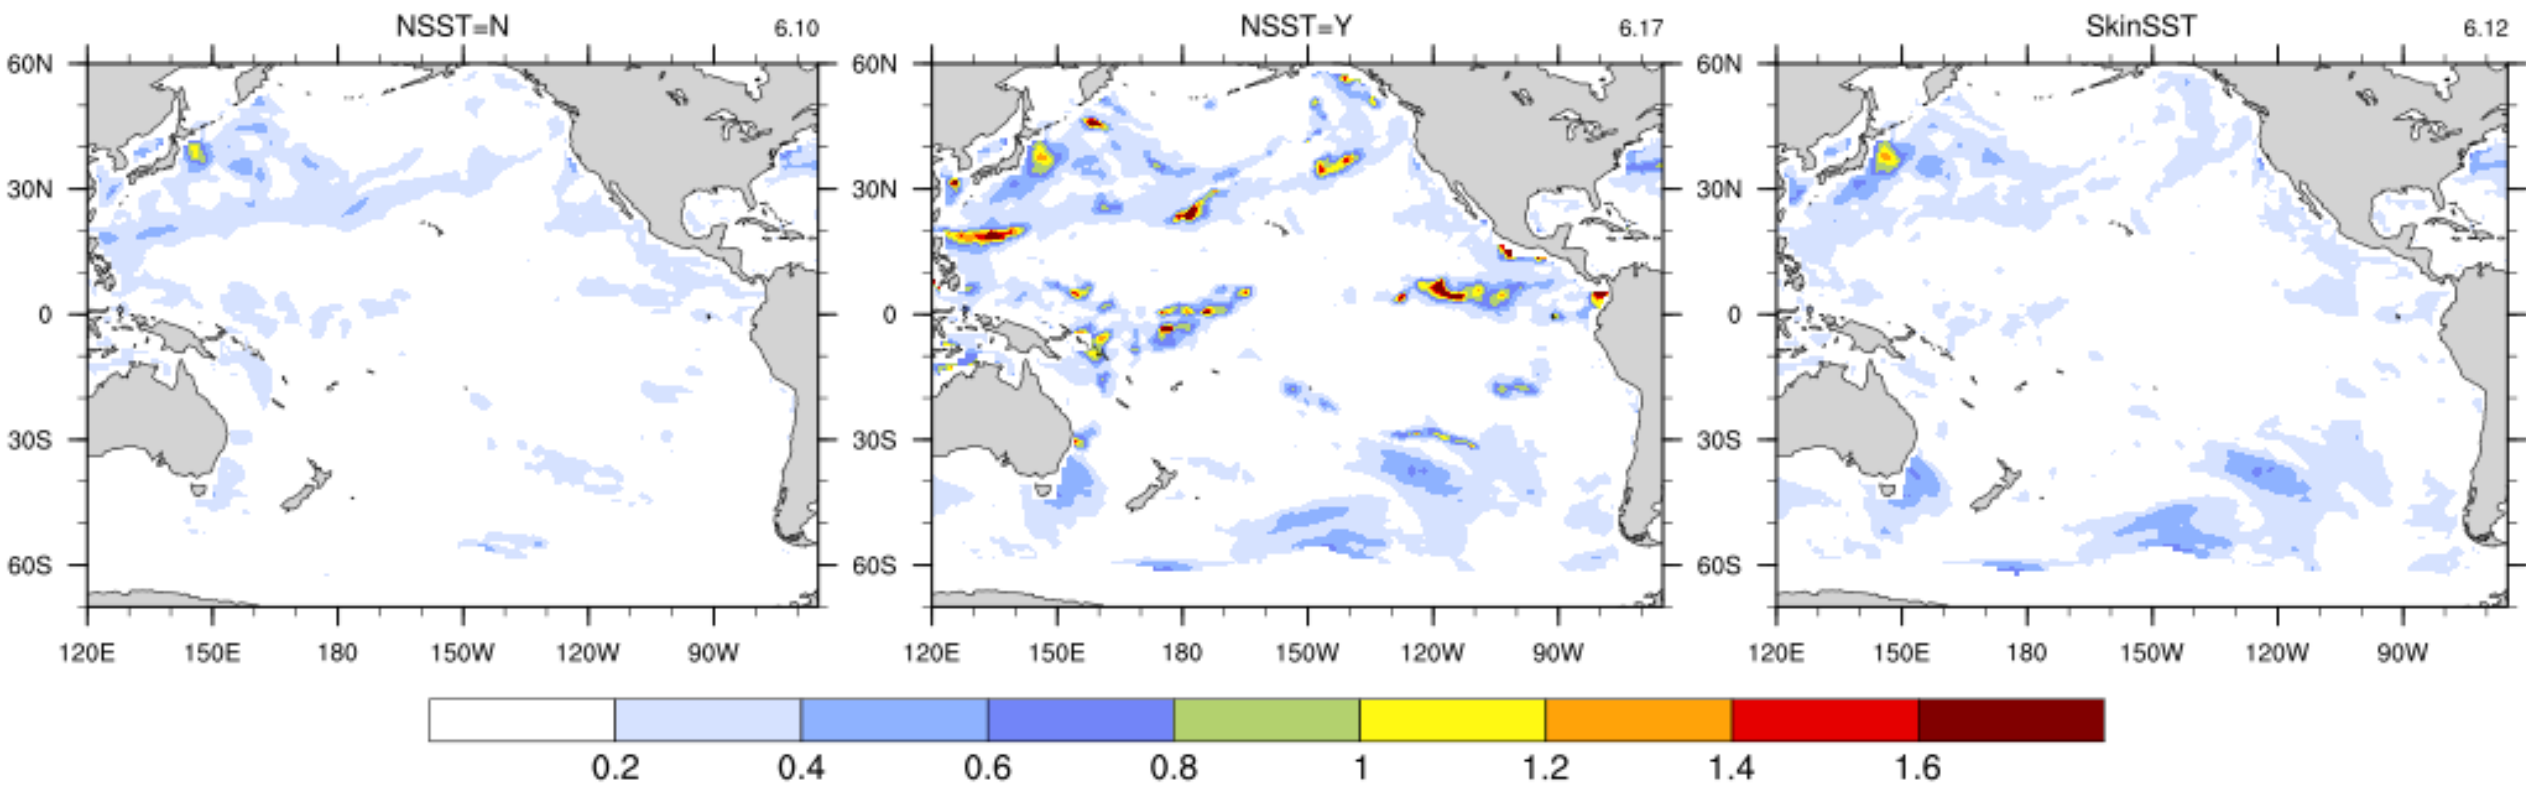 NSST=N 6.10 NSST=Y 6.17 SkinSST 6.12
60N 60N 60N
30N 30N 30N
0 0 0
30S 30S 30S
60S 60S 60S
120E 150E 180 150W 120W 90W 120E 150E 180 150W 120W 90W 120E 150E 180 150W 120W 90W
0.2 0.4 0.6 0.8 1 1.2 1.4 1.6